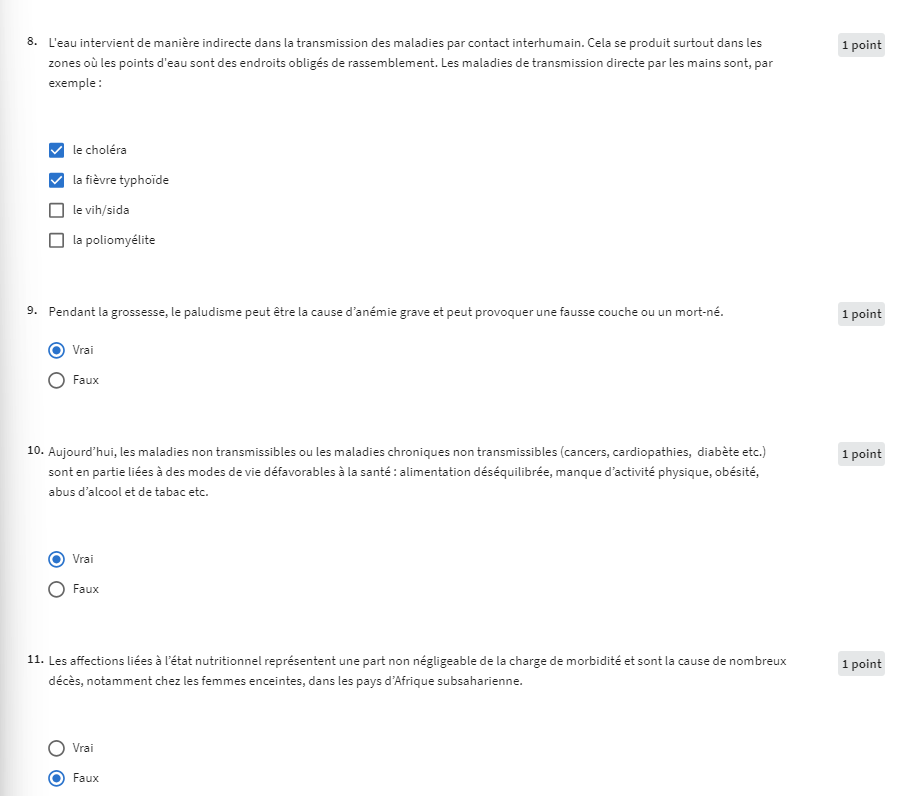 8. L'eau intervient de manière indirecte dans la transmission des maladies par contact interhumain. Cela se produit surtout dans les
1 point
zones où les points d'eau sont des endroits obligés de rassemblement. Les maladies de transmission directe par les mains sont, par
exemple :
le choléra
la fièvre typhoïde
le vih/sida
la poliomyélite
9. Pendant la grossesse, le paludisme peut être la cause d'anémie grave et peut provoquer une fausse couche ou un mort-né.
1 point
Vrai
Faux
10. Aujourd'hui, les maladies non transmissibles ou les maladies chroniques non transmissibles (cancers, cardiopathies, diabète etc.)
1 point
sont en partie liées à des modes de vie défavorables à la santé : alimentation déséquilibrée, manque d'activité physique, obésité,
abus d'alcool et de tabac etc.
Vrai
Faux
11. Les affections liées à l'état nutritionnel représentent une part non négligeable de la charge de morbidité et sont la cause de nombreux
1 point
décès, notamment chez les femmes enceintes, dans les pays d'Afrique subsaharienne.
Vrai
Faux